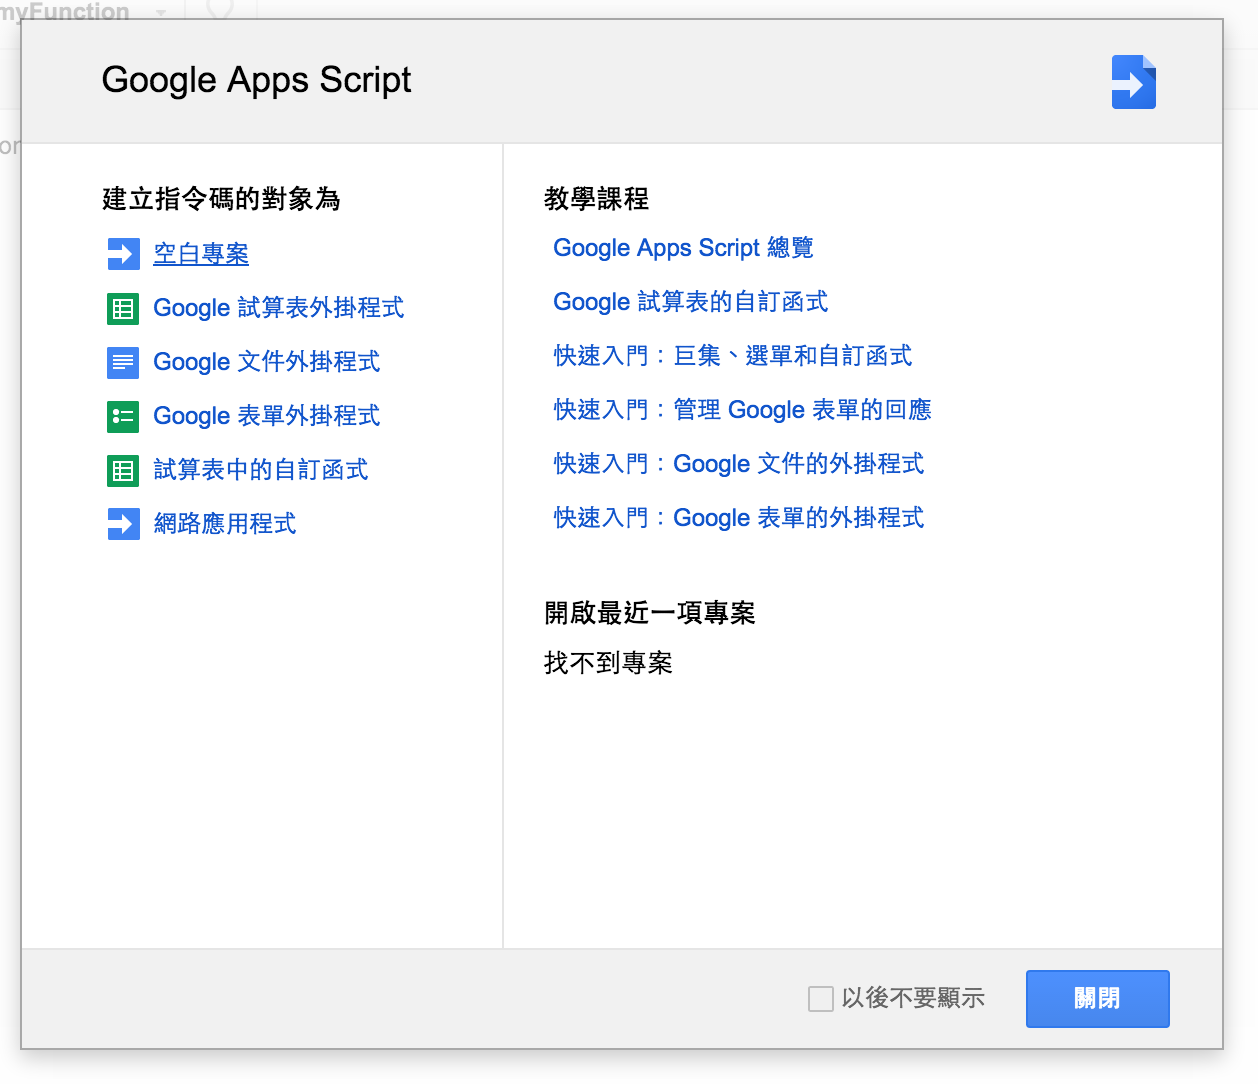 myFunction
Google Apps Script
建立指令碼的對象為
空白專案
Google 試算表外掛程式
Google 文件外掛程式
Google 表單外掛程式
試算表中的自訂函式
網路應用程式
教學課程
Google Apps Script 總覽
Google 試算表的自訂函式
快速入門：巨集、選單和自訂函式
快速入門：管理 Google 表單的回應
快速入門：Google 文件的外掛程式
快速入門：Google 表單的外掛程式
開啟最近一項專案
找不到專案
以後不要顯示
關閉